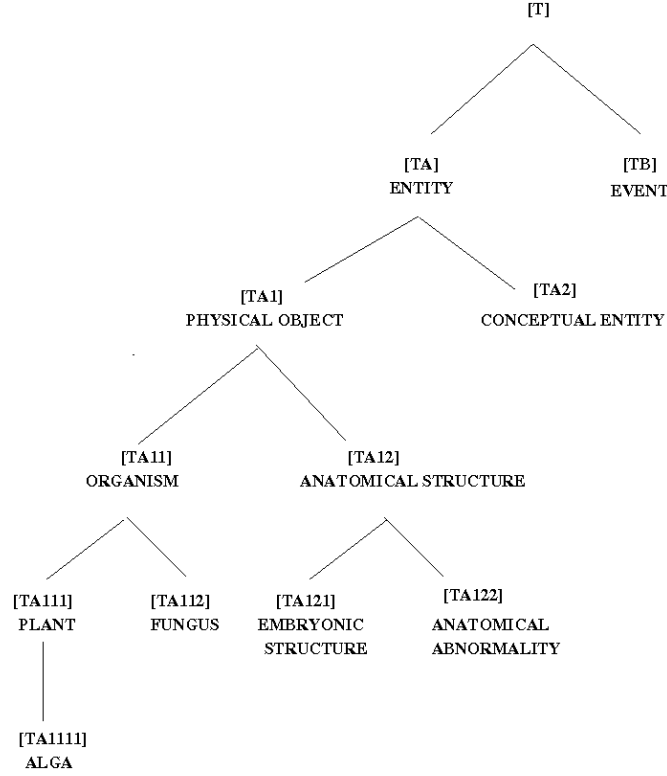 [T]
[TA]
ENTITY
[TB]
EVENT
[TA1]
PHYSICAL OBJECT
[TA2]
CONCEPTUAL ENTITY
[TA11]
ORGANISM
[TA12]
ANATOMICAL STRUCTURE
[TA111]
PLANT
[TA112]
FUNGUS
[TA121]
EMBRYONIC
STRUCTURE
[TA122]
ANATOMICAL
ABNORMALITY
[TA1111]
ALGA